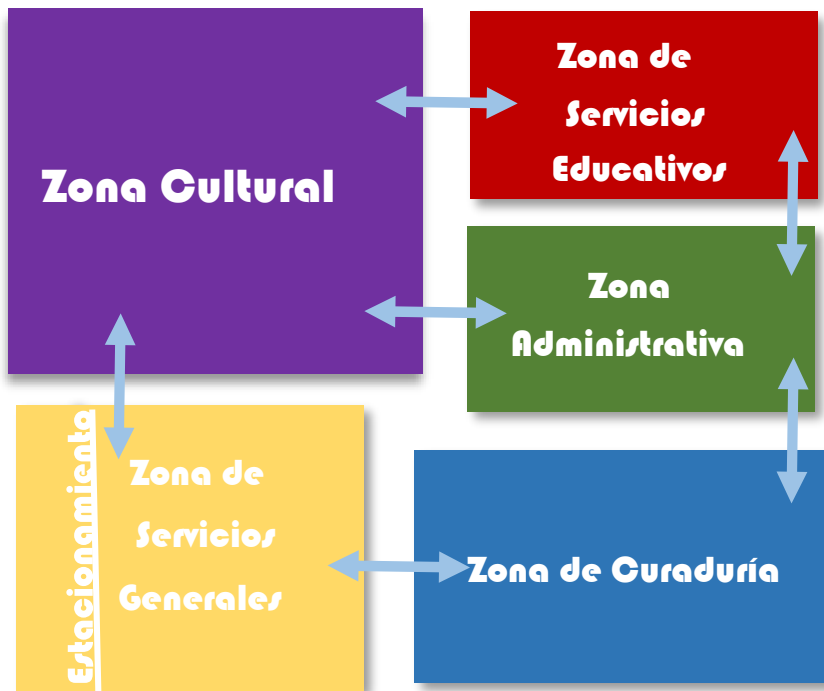 Zona Cultural
Zona de
Servicios
Educativos
Zona
Administrativa
Estacionamiento
Zona de
Servicios
Generales
Zona de Curaduría